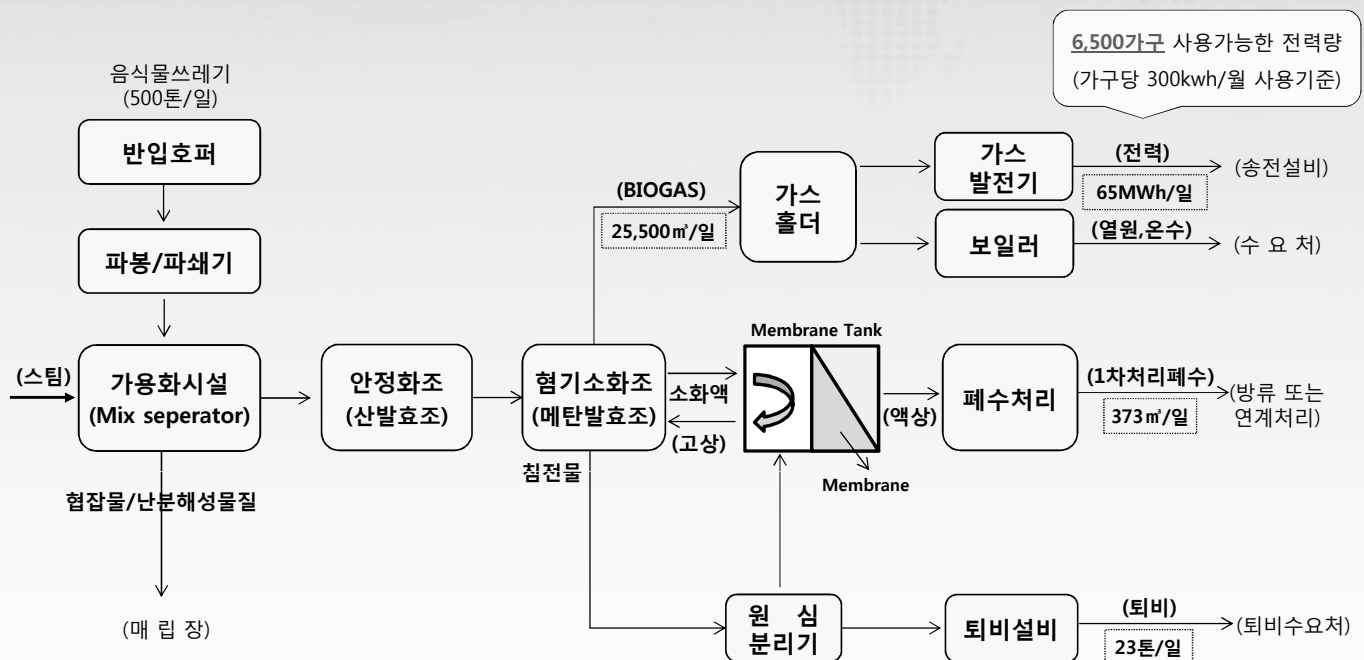 6,500가구 사용가능한 전력량
(가구당 300kwh/월 사용기준)
음식물쓰레기
(500톤/일)
반입호퍼
파봉/파쇄기
(스팀)
가용화시설
(Mix seperator)
협잡물/난분해성물질
(매 립 장)
안정화조
(산발효조)
혐기소화조
(메탄발효조)
(BIOGAS)
25,500㎥/일
가스
홀더
가스
발전기
(전력)
65MWh/일
(송전설비)
보일러
(열원,온수)
(수 요 처)
소화액
(고상)
침전물
Membrane Tank
Membrane
(액상)
폐수처리
(1차처리폐수)
373㎥/일
(방류 또는
연계처리)
원 심
분리기
퇴비설비
(퇴비)
23톤/일
(퇴비수요처)